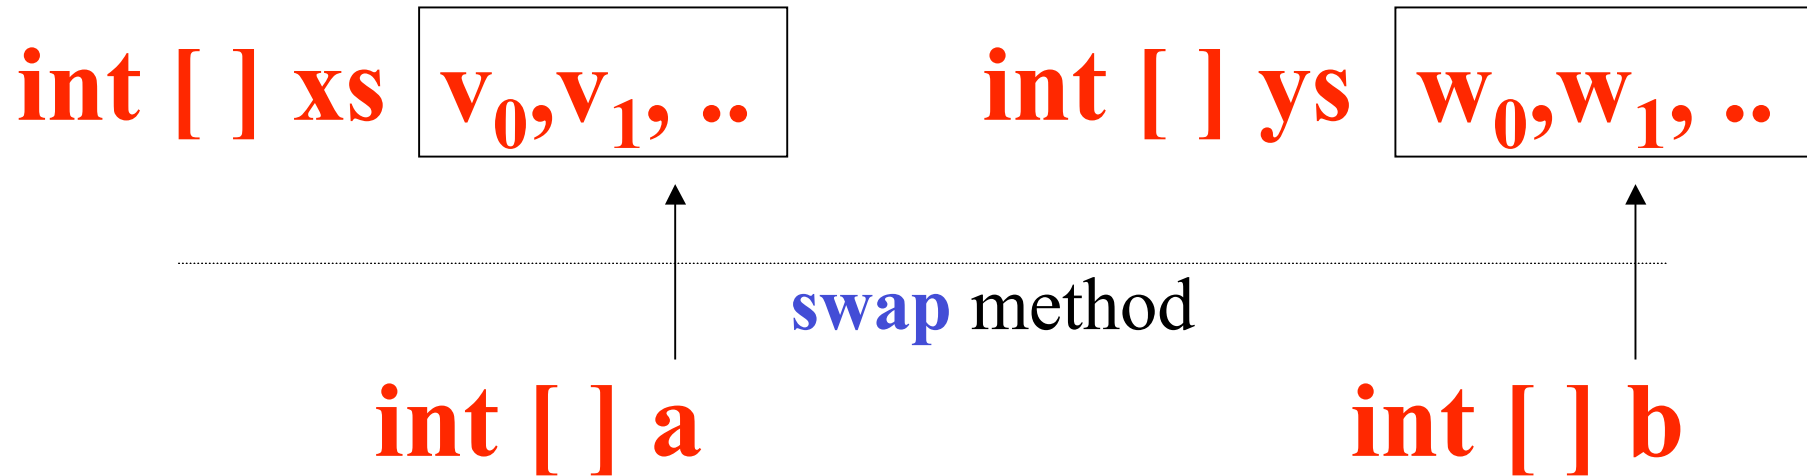 int [ ] xs v₀,v₁, .. int [ ] ys w₀,w₁, ..
swap method
int [ ] a int [ ] b